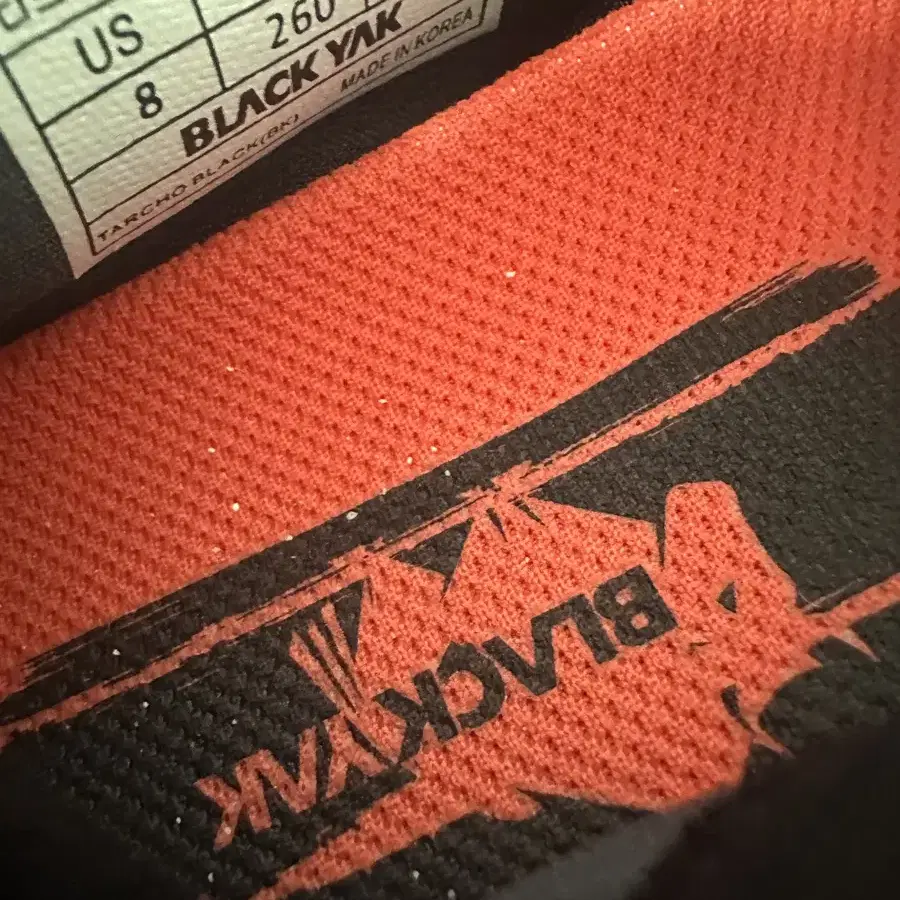 US
8
260
BLACK YAK
MADE IN KOREA
TARCHO BLACK(BK)
BLACKYAK